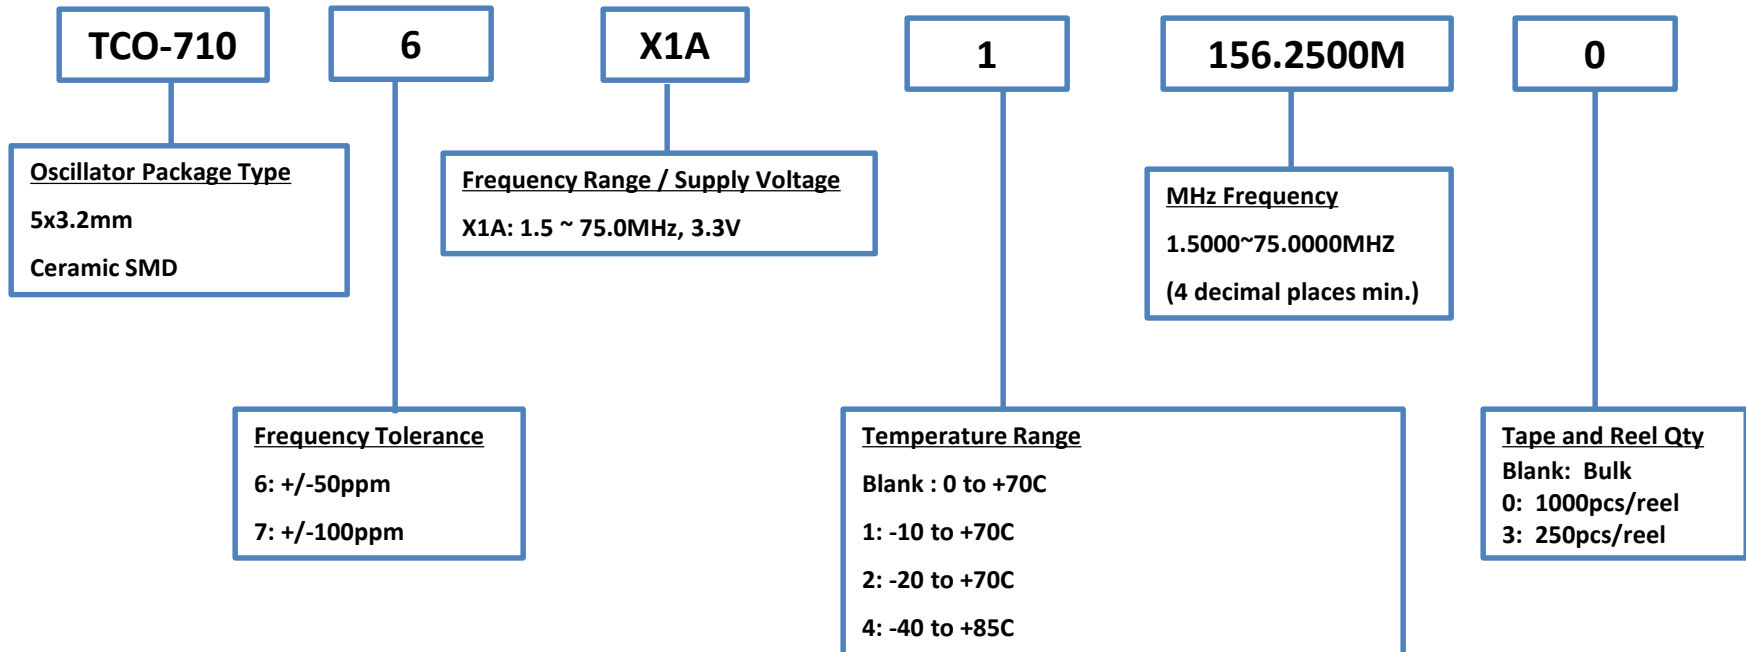 TCO-710 6 X1A 1 156.2500M 0
Oscillator Package Type
5x3.2mm
Ceramic SMD
Frequency Range / Supply Voltage
X1A: 1.5 ~ 75.0MHz, 3.3V
MHz Frequency
1.5000~75.0000MHZ
(4 decimal places min.)
Frequency Tolerance
6: +/-50ppm
7: +/-100ppm
Temperature Range
Blank : 0 to +70C
1: -10 to +70C
2: -20 to +70C
4: -40 to +85C
Tape and Reel Qty
Blank: Bulk
0: 1000pcs/reel
3: 250pcs/reel